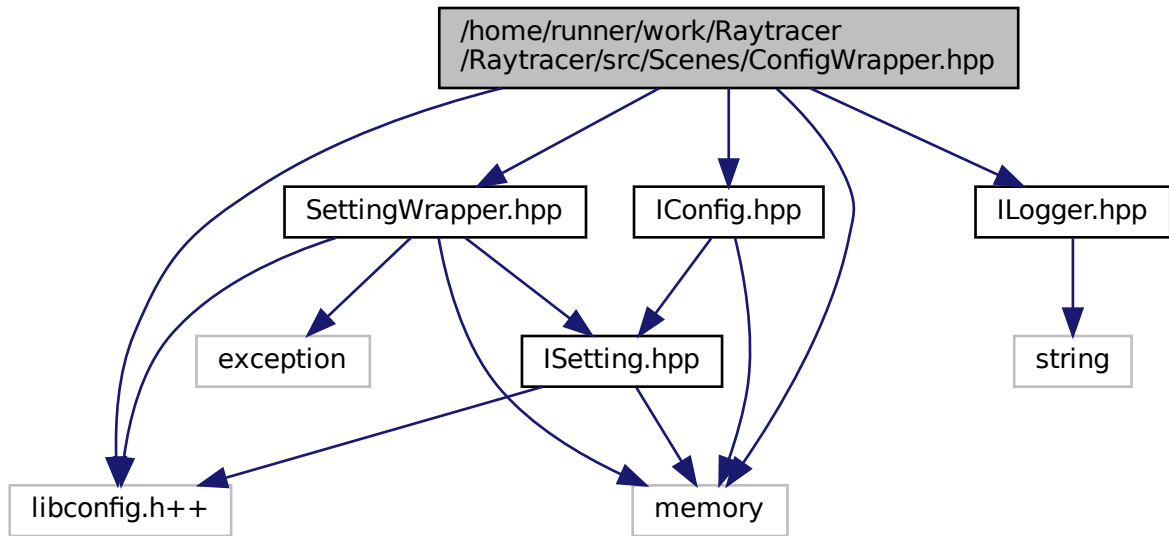 /home/runner/work/Raytracer
/Raytracer/src/Scenes/ConfigWrapper.hpp
SettingWrapper.hpp
IConfig.hpp
ILogger.hpp
exception
ISetting.hpp
string
libconfig.h++
memory